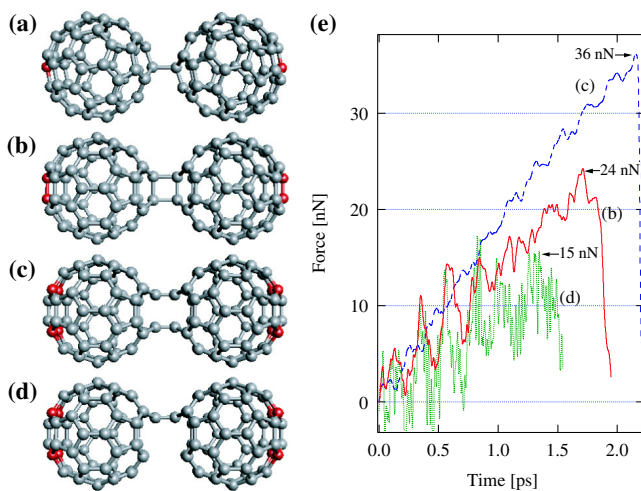 (a)
(b)
(c)
(d)
(e)
36 nN
(c)
24 nN
(b)
15 nN
(d)
Force [nN]
30
20
10
0
0.0 0.5 1.0 1.5 2.0
Time [ps]